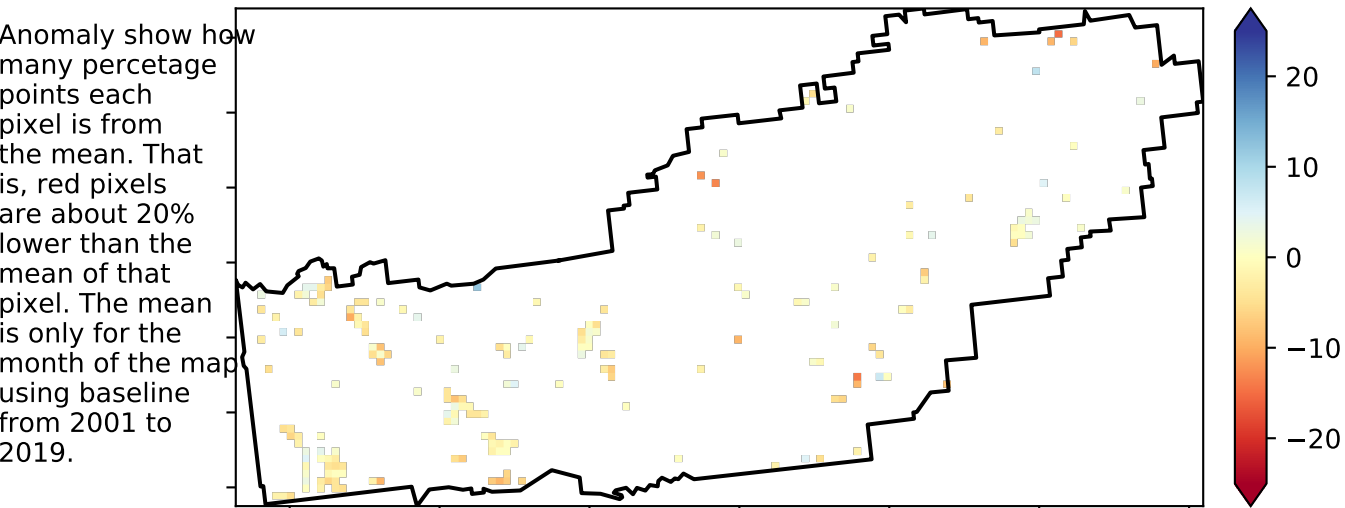 Anomaly show how
many percetage
points each
pixel is from
the mean. That
is, red pixels
are about 20%
lower than the
mean of that
pixel. The mean
is only for the
month of the map
using baseline
from 2001 to
2019.
20
10
0
−10
−20